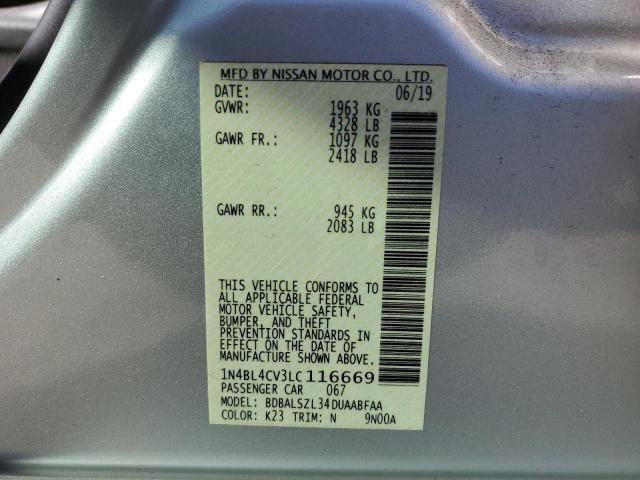 MFD BY NISSAN MOTOR CO., LTD.
DATE: 06/19
GVWR: 1963 KG
4328 LB
GAWR FR.: 1097 KG
2418 LB
GAWR RR.: 945 KG
2083 LB
THIS VEHICLE CONFORMS TO
ALL APPLICABLE FEDERAL
MOTOR VEHICLE SAFETY,
BUMPER, AND THEFT
PREVENTION STANDARDS IN
EFFECT ON THE DATE OF
MANUFACTURE SHOWN ABOVE.
1N4BL4CV3LC116669
PASSENGER CAR 067
MODEL: BDBALSZL34DUAABFAA
COLOR: K23 TRIM: N 9N00A